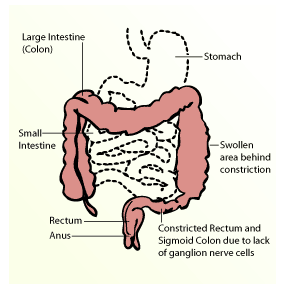 Large Intestine
(Colon)
Stomach
Small
Intestine
Swollen
area behind
constriction
Rectum
Anus
Constricted Rectum and
Sigmoid Colon due to lack
of ganglion nerve cells